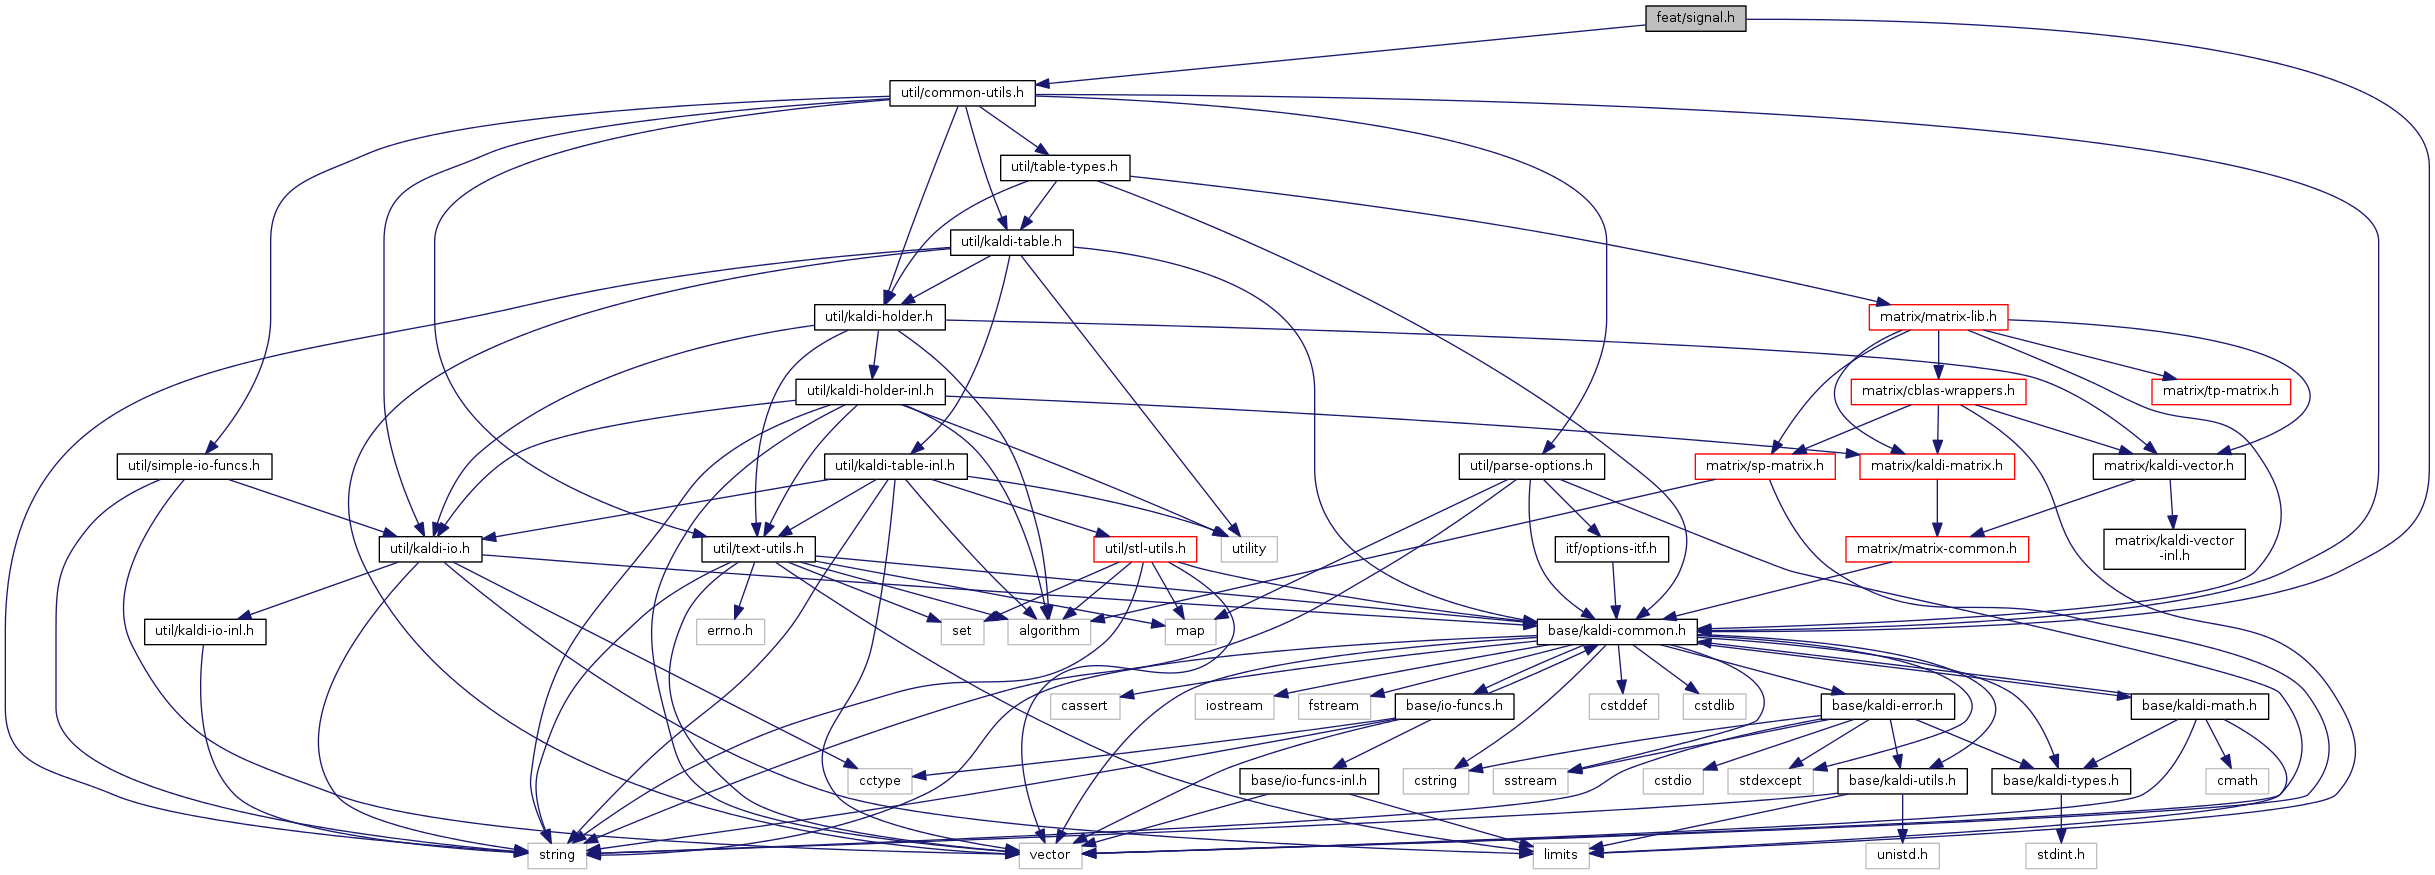 feat/signal.h
util/common-utils.h
util/table-types.h
util/kaldi-table.h
util/kaldi-holder.h
matrix/matrix-lib.h
util/kaldi-holder-inl.h
matrix/cblas-wrappers.h
matrix/tp-matrix.h
util/simple-io-funcs.h
util/kaldi-table-inl.h
util/parse-options.h
matrix/sp-matrix.h
matrix/kaldi-matrix.h
matrix/kaldi-vector.h
util/kaldi-io.h
util/text-utils.h
util/stl-utils.h
utility
itf/options-itf.h
matrix/matrix-common.h
matrix/kaldi-vector
-inl.h
util/kaldi-io-inl.h
errno.h
set
algorithm
map
base/kaldi-common.h
cassert
iostream
fstream
base/io-funcs.h
cstddef
cstdlib
base/kaldi-error.h
base/kaldi-math.h
cctype
base/io-funcs-inl.h
cstring
sstream
cstdio
stdexcept
base/kaldi-utils.h
base/kaldi-types.h
cmath
string
vector
limits
unistd.h
stdint.h